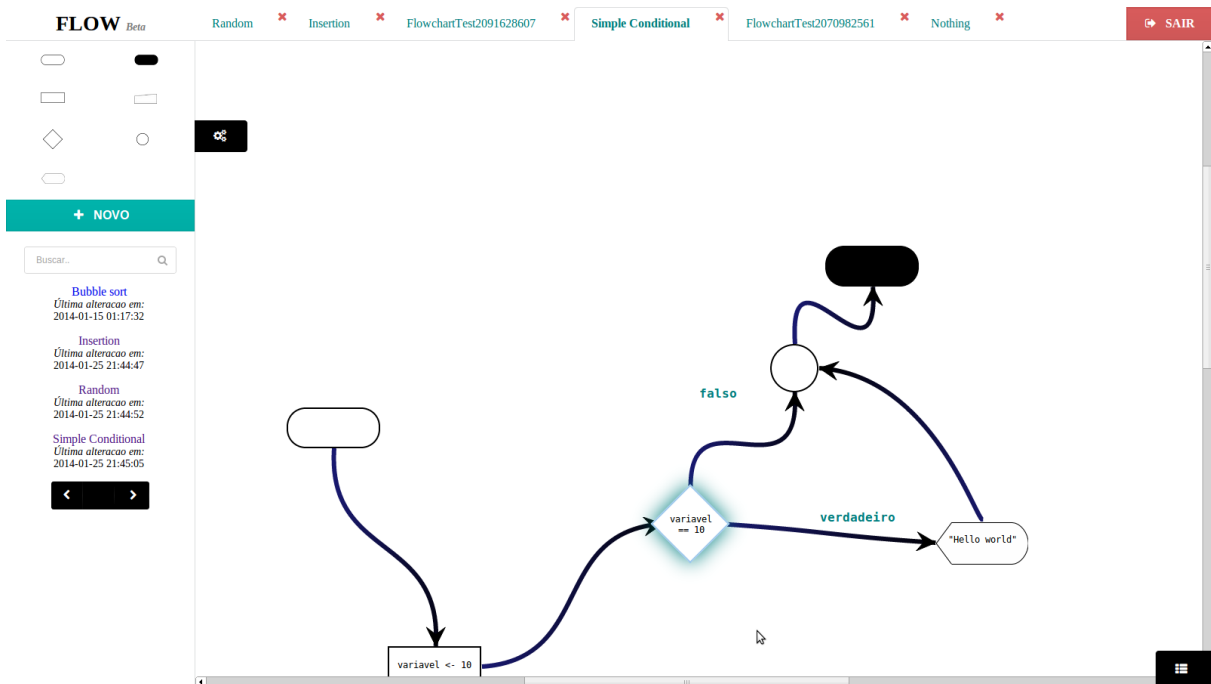 FLOW Beta
Random
Insertion
FlowchartTest2091628607
Simple Conditional
FlowchartTest2070982561
Nothing
SAIR
NOVO
Buscar..
Bubble sort
Última alteracao em:
2014-01-15 01:17:32
Insertion
Última alteracao em:
2014-01-25 21:44:47
Random
Última alteracao em:
2014-01-25 21:44:52
Simple Conditional
Última alteracao em:
2014-01-25 21:45:05
falso
variavel
== 10
verdadeiro
"Hello world"
variavel <- 10